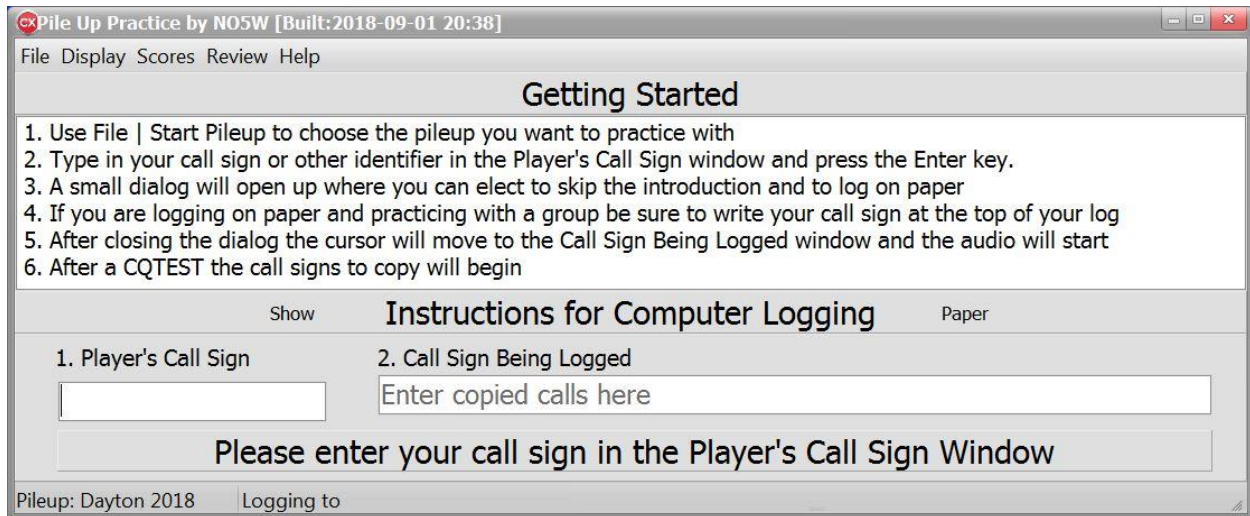 CX Pile Up Practice by NO5W [Built:2018-09-01 20:38]
File Display Scores Review Help
Getting Started
1. Use File | Start Pileup to choose the pileup you want to practice with
2. Type in your call sign or other identifier in the Player's Call Sign window and press the Enter key.
3. A small dialog will open up where you can elect to skip the introduction and to log on paper
4. If you are logging on paper and practicing with a group be sure to write your call sign at the top of your log
5. After closing the dialog the cursor will move to the Call Sign Being Logged window and the audio will start
6. After a CQTEST the call signs to copy will begin
Show Instructions for Computer Logging Paper
1. Player's Call Sign 2. Call Sign Being Logged
Enter copied calls here
Please enter your call sign in the Player's Call Sign Window
Pileup: Dayton 2018 Logging to